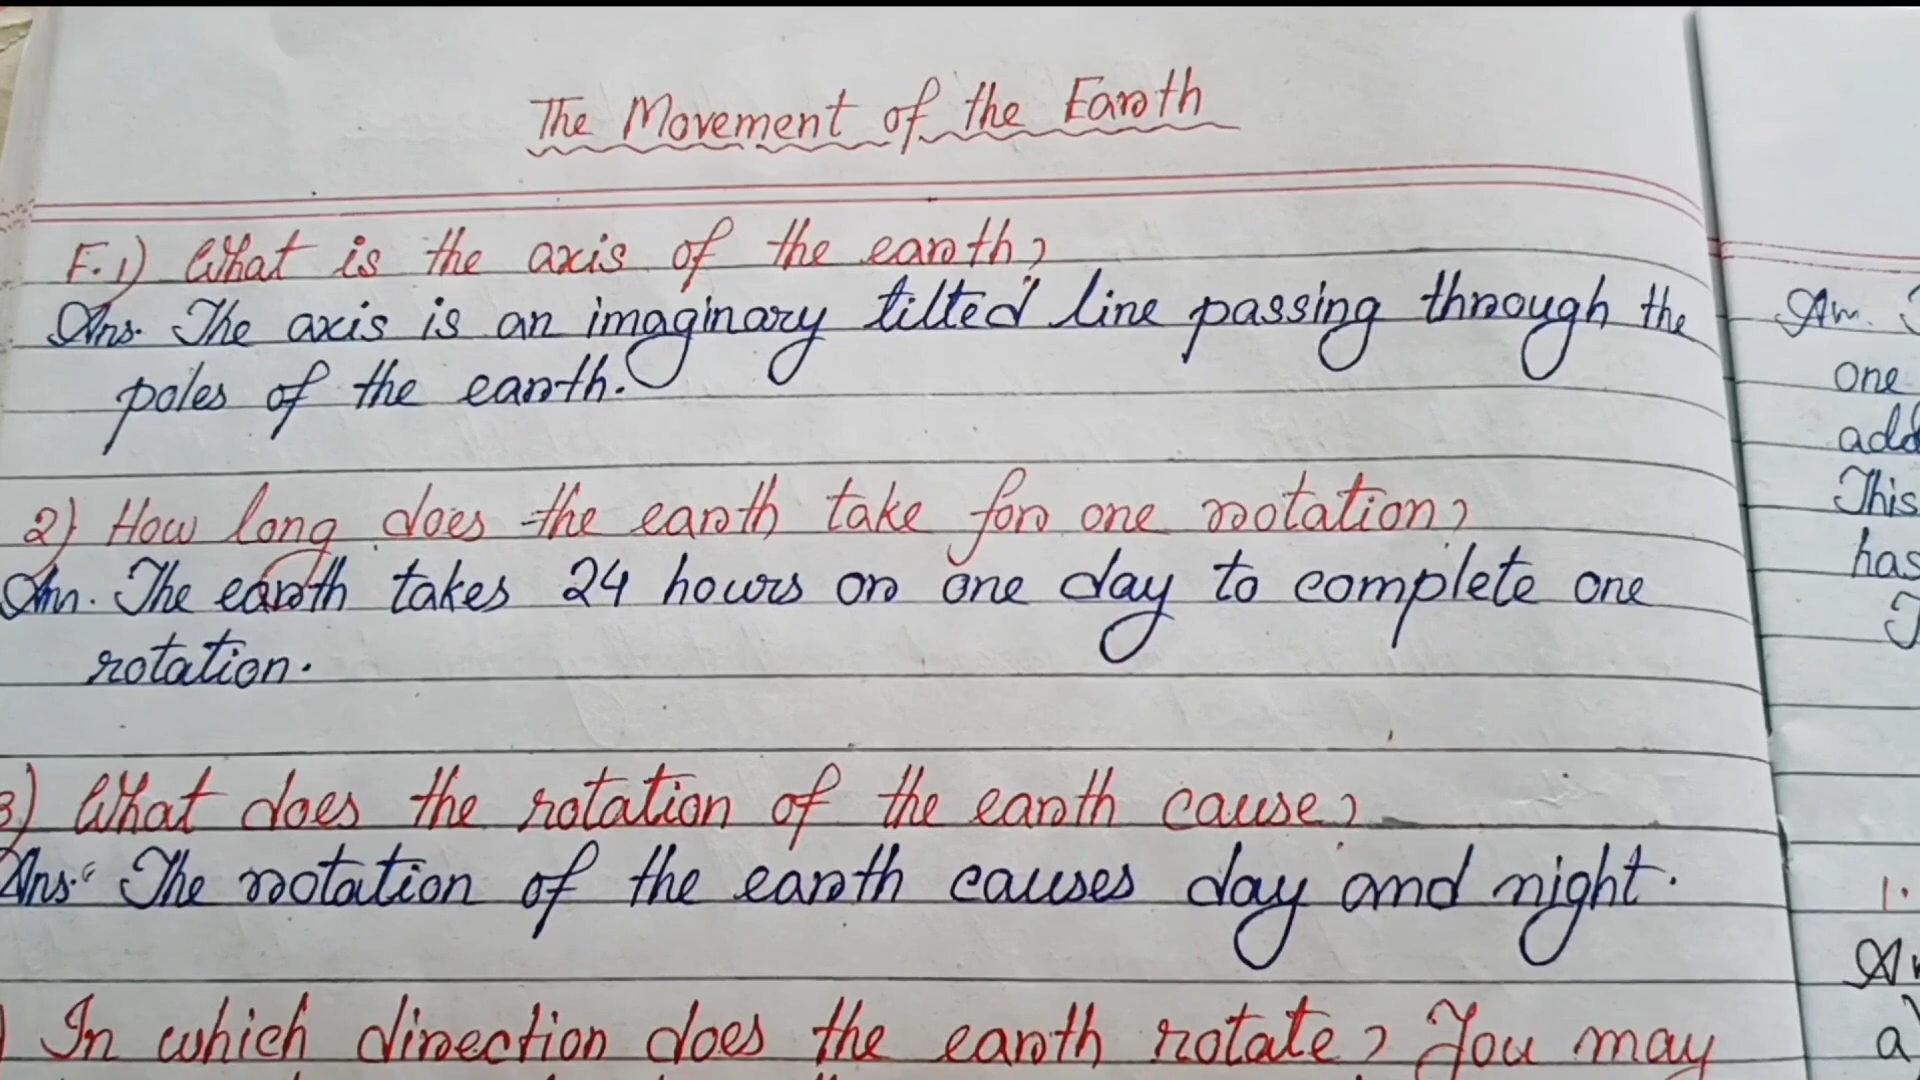 The Movement of the Earth
F.1) What is the axis of the earth?
Ans. The axis is an imaginary tilted line passing through the
poles of the earth.
2) How long does the earth take for one rotation?
An. The earth takes 24 hours or one day to complete one
rotation.
3) What does the rotation of the earth cause?
Ans. The rotation of the earth causes day and night.
) In which direction does the earth rotate? You may
An.
one
add
This
has
1.
a)